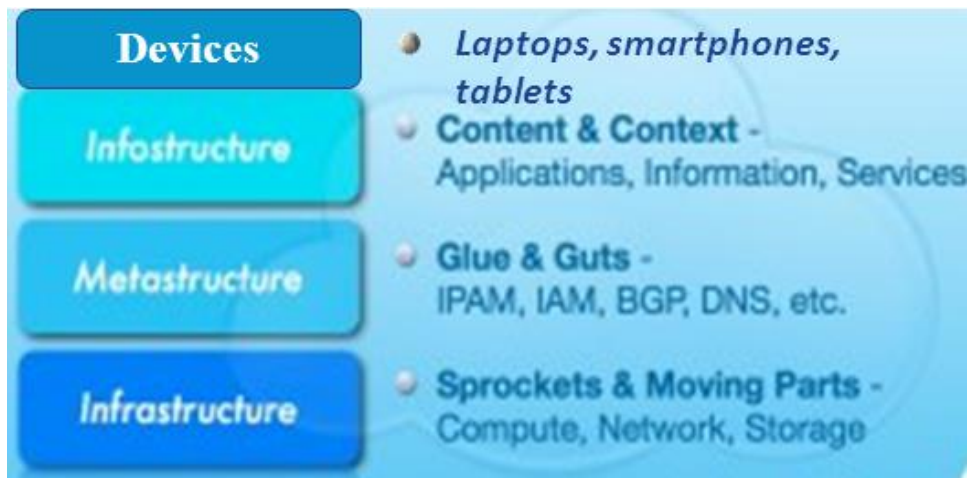 Devices
Laptops, smartphones,
tablets
Infostructure
Content & Context -
Applications, Information, Services
Metastructure
Glue & Guts -
IPAM, IAM, BGP, DNS, etc.
Infrastructure
Sprockets & Moving Parts -
Compute, Network, Storage